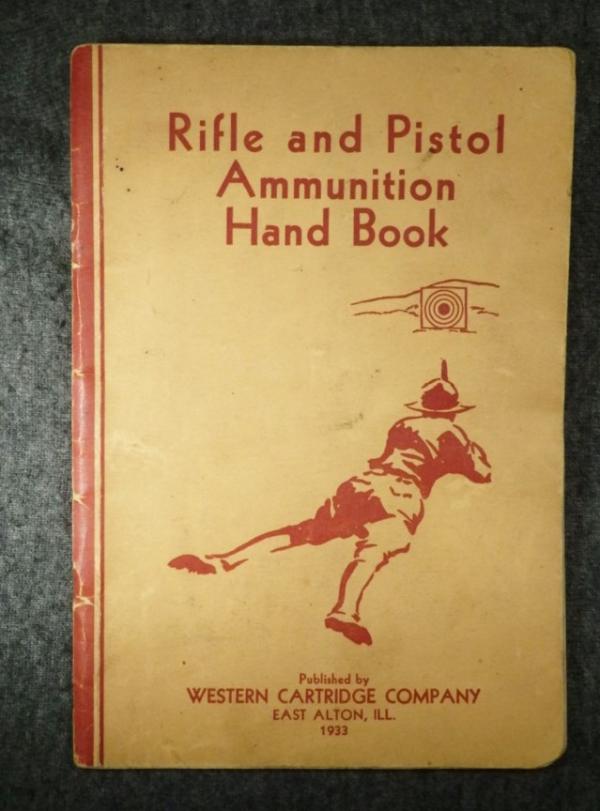 Rifle and Pistol
Ammunition
Hand Book
Published by
WESTERN CARTRIDGE COMPANY
EAST ALTON, ILL.
1933